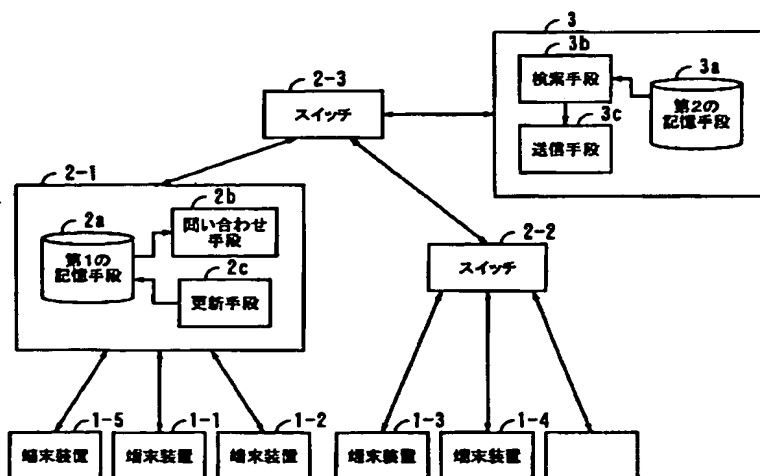 3
3b
検索手段
3a
第2の
記憶手段
3c
送信手段
2-3
スイッチ
2-1
2b
問い合わせ
手段
2a
第1の
記憶手段
2c
更新手段
2-2
スイッチ
1-5
端末装置
1-1
端末装置
1-2
端末装置
1-3
端末装置
1-4
端末装置